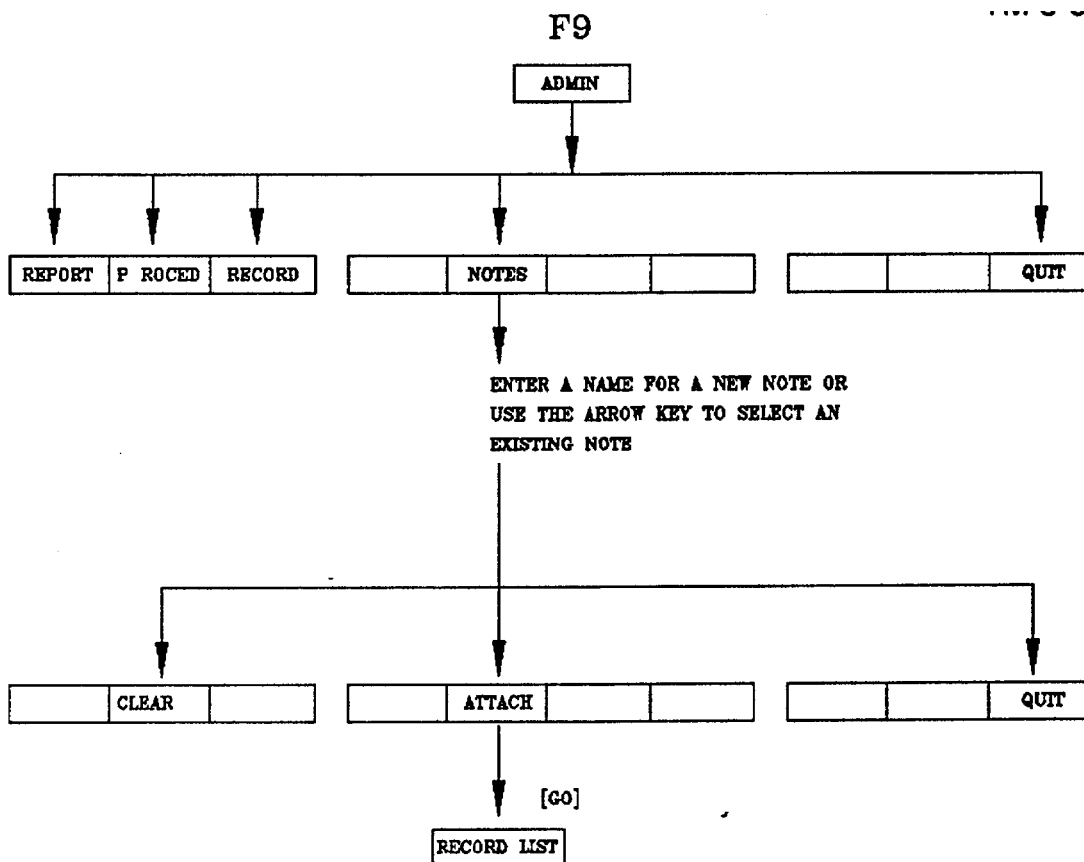 F9
ADMIN
REPORT P ROCED RECORD NOTES QUIT
ENTER A NAME FOR A NEW NOTE OR
USE THE ARROW KEY TO SELECT AN
EXISTING NOTE
CLEAR ATTACH QUIT
[GO]
RECORD LIST